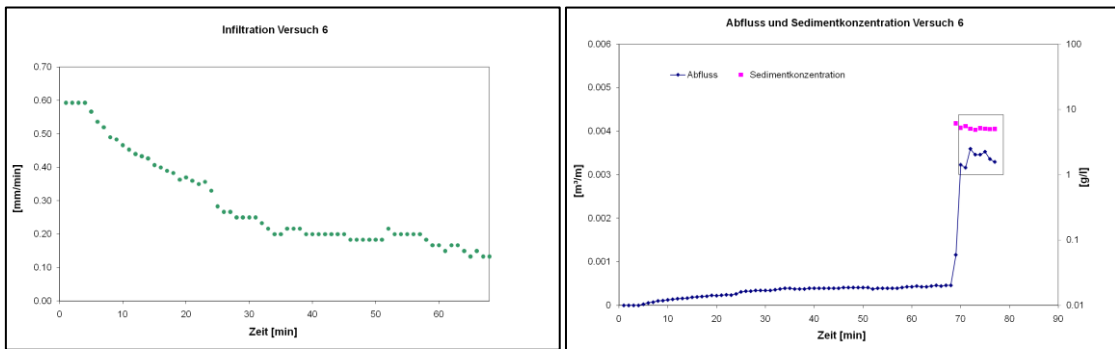 Infiltration Versuch 6
0.70
0.60
0.50
0.40
0.30
0.20
0.10
0.00
[mm/min]
0 10 20 30 40 50 60
Zeit [min]
Abfluss und Sedimentkonzentration Versuch 6
Abfluss Sedimentkonzentration
0.006
0.005
0.004
0.003
0.002
0.001
0
[m³/m]
100
10
1
0.1
0.01
[g/l]
0 10 20 30 40 50 60 70 80 90
Zeit [min]